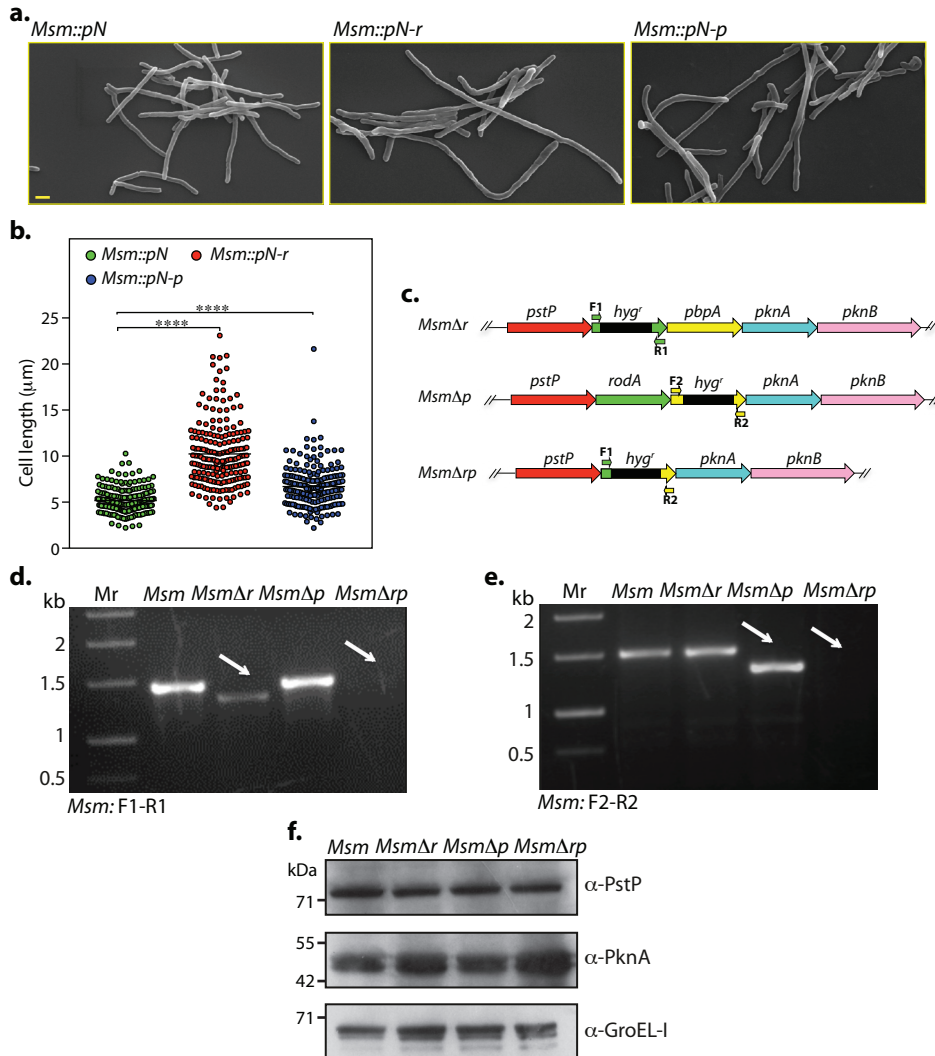 a.
Msm::pN
Msm::pN-r
Msm::pN-p
b.
Msm::pN
Msm::pN-r
Msm::pN-p
****
****
Cell length (μm)
25
20
15
10
5
0
c.
MsmΔr
pstP
F1
hygʳ
R1
pbpA
pknA
pknB
MsmΔp
pstP
rodA
F2
hygʳ
R2
pknA
pknB
MsmΔrp
pstP
F1
hygʳ
R2
pknA
pknB
d.
kb
Mr
Msm
MsmΔr
MsmΔp
MsmΔrp
2
1.5
1
0.5
Msm: F1-R1
e.
kb
Mr
Msm
MsmΔr
MsmΔp
MsmΔrp
2
1.5
1
0.5
Msm: F2-R2
f.
Msm
MsmΔr
MsmΔp
MsmΔrp
kDa
71
α-PstP
55
42
α-PknA
71
α-GroEL-I